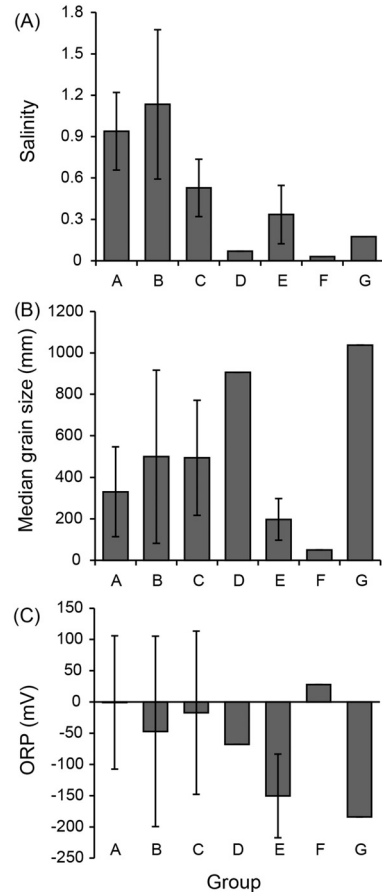 (A)
1.8
1.5
1.2
0.9
0.6
0.3
0
Salinity
A B C D E F G
(B)
1200
1000
800
600
400
200
0
Median grain size (mm)
A B C D E F G
(C)
150
100
50
0
-50
-100
-150
-200
-250
ORP (mV)
A B C D E F G
Group